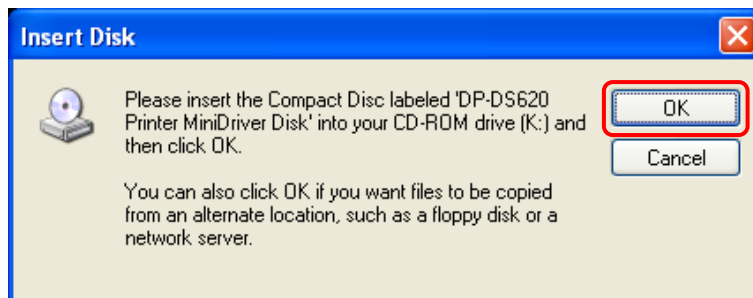 Insert Disk
Please insert the Compact Disc labeled 'DP-DS620
Printer MiniDriver Disk' into your CD-ROM drive (K:) and
then click OK.
OK
Cancel
You can also click OK if you want files to be copied
from an alternate location, such as a floppy disk or a
network server.